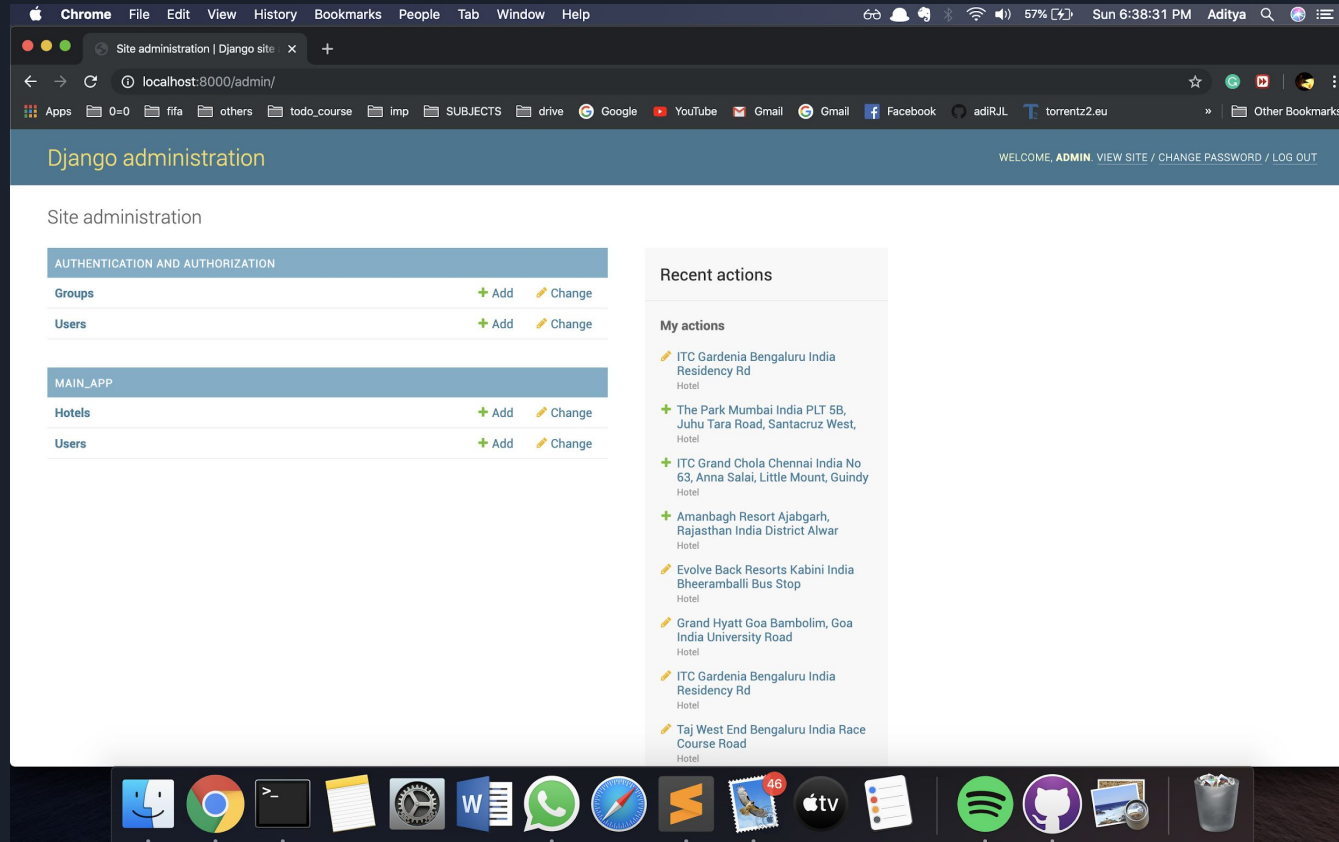 Chrome File Edit View History Bookmarks People Tab Window Help 57% Sun 6:38:31 PM Aditya
Site administration | Django site
localhost:8000/admin/
Apps 0=0 fifa others todo_course imp SUBJECTS drive Google YouTube Gmail Gmail Facebook adiRJL torrentz2.eu » Other Bookmarks
Django administration
WELCOME, ADMIN. VIEW SITE / CHANGE PASSWORD / LOG OUT
Site administration
AUTHENTICATION AND AUTHORIZATION
Groups + Add Change
Users + Add Change
MAIN_APP
Hotels + Add Change
Users + Add Change
Recent actions
My actions
ITC Gardenia Bengaluru India
Residency Rd
Hotel
The Park Mumbai India PLT 5B,
Juhu Tara Road, Santacruz West,
Hotel
ITC Grand Chola Chennai India No
63, Anna Salai, Little Mount, Guindy
Hotel
Amanbagh Resort Ajabgarh,
Rajasthan India District Alwar
Hotel
Evolve Back Resorts Kabini India
Bheeramballi Bus Stop
Hotel
Grand Hyatt Goa Bambolim, Goa
India University Road
Hotel
ITC Gardenia Bengaluru India
Residency Rd
Hotel
Taj West End Bengaluru India Race
Course Road
Hotel
>_
W
46
tv